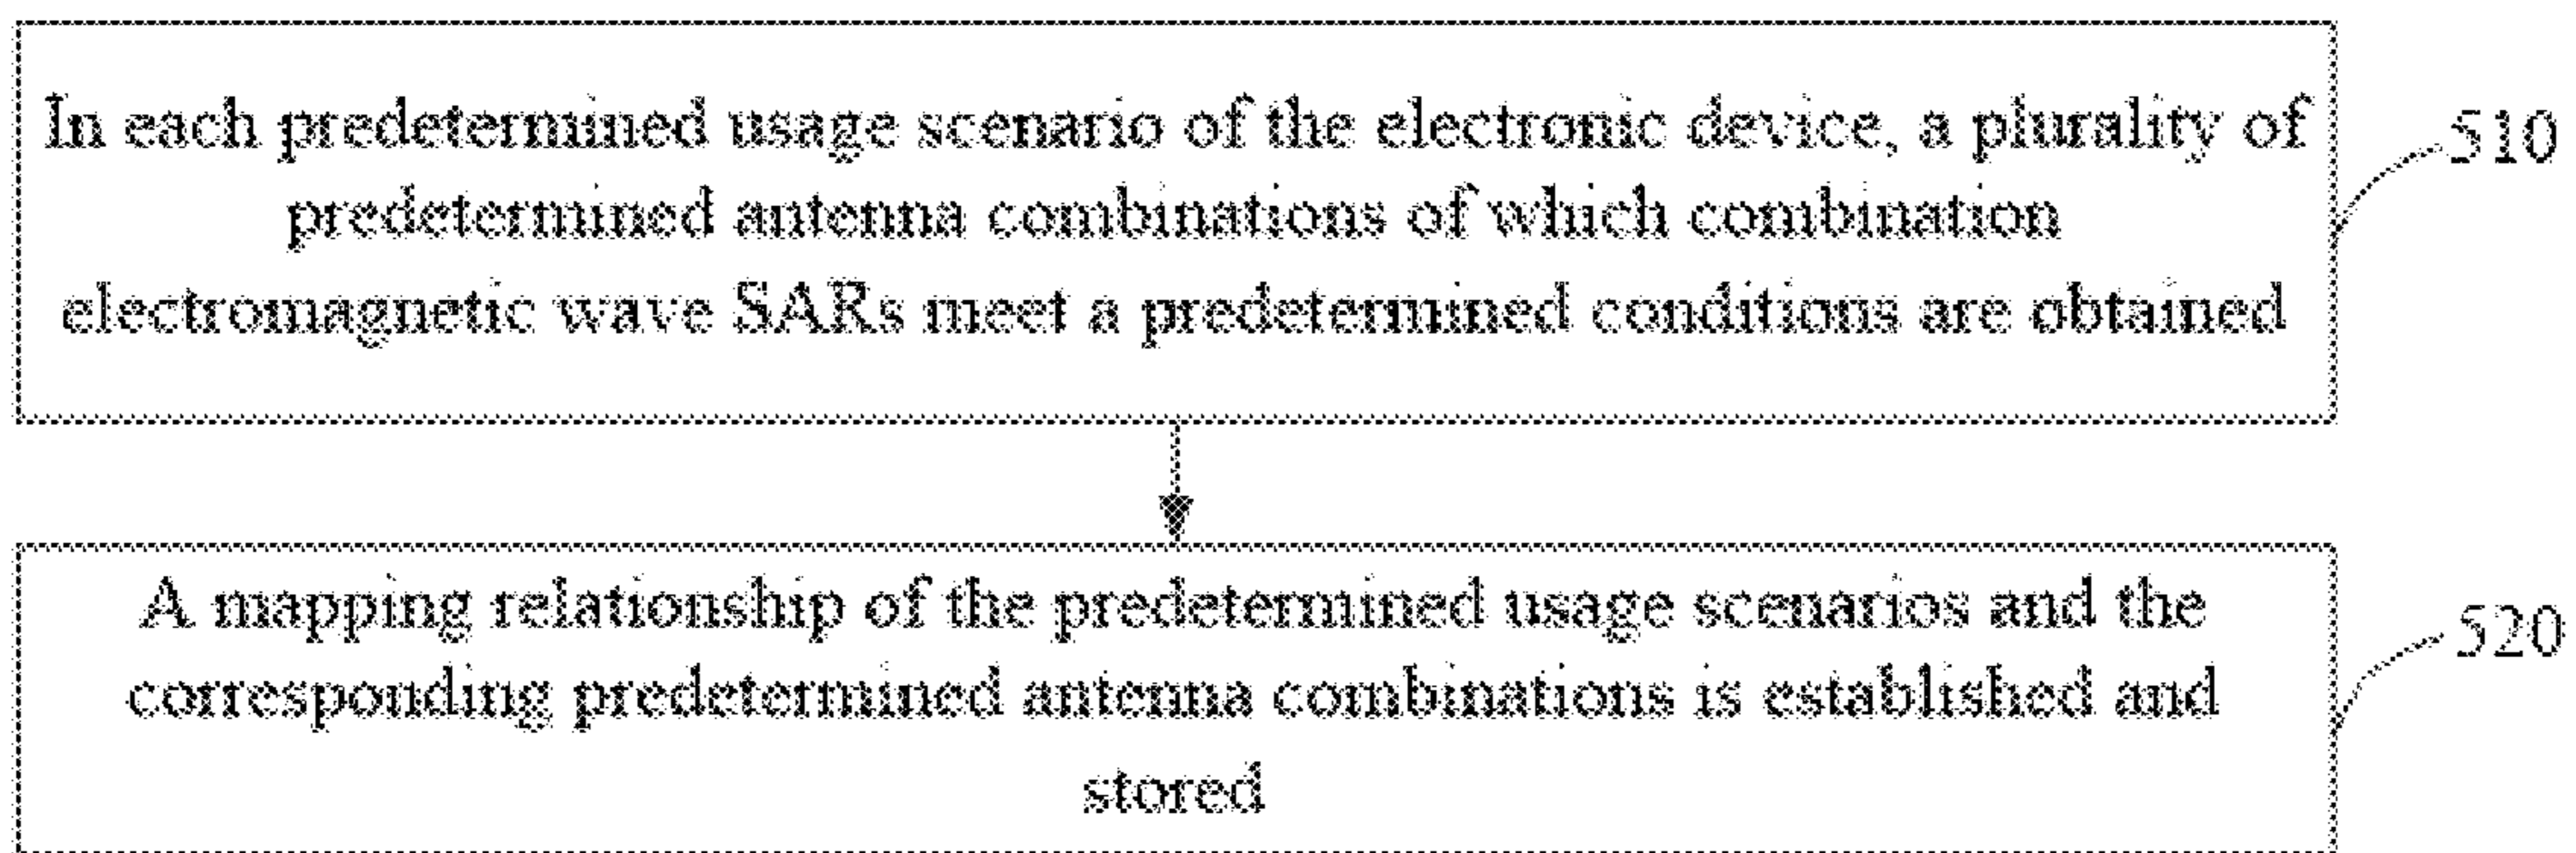 In each predetermined usage scenario of the electronic device, a plurality of
predetermined antenna combinations of which combination
electromagnetic wave SARs meet a predetermined conditions are obtained
510
A mapping relationship of the predetermined usage scenarios and the
corresponding predetermined antenna combinations is established and
stored
520